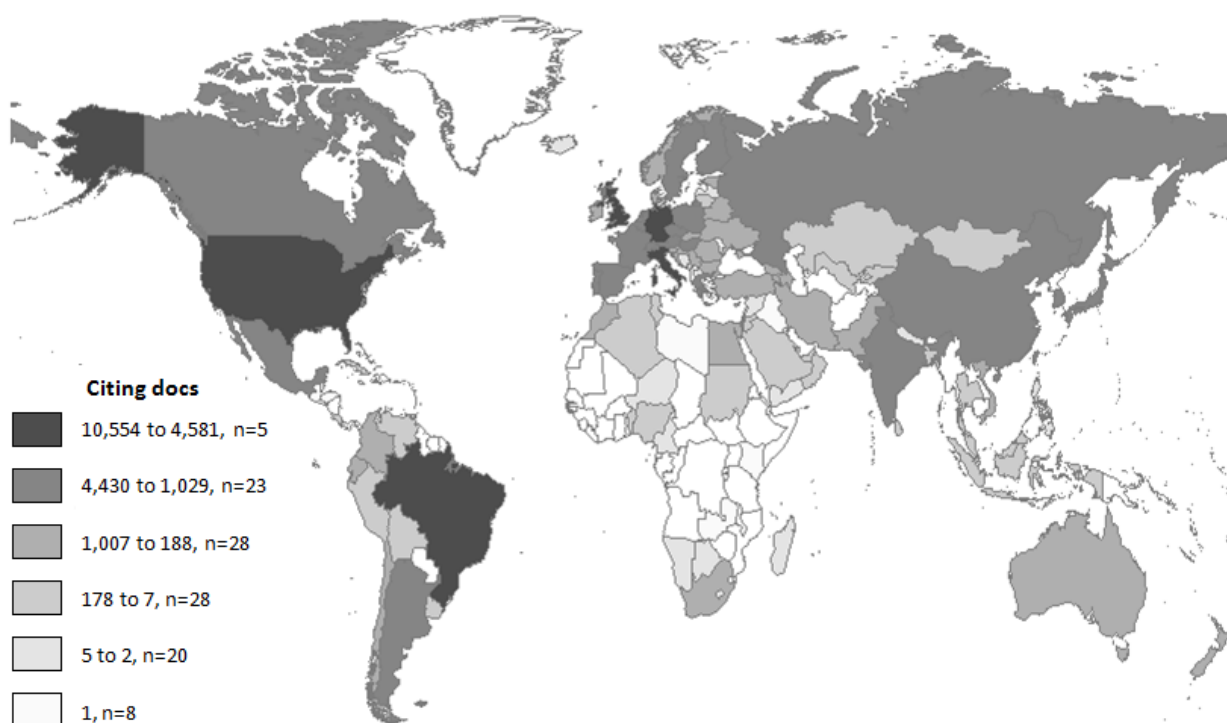 Citing docs
10,554 to 4,581, n=5
4,430 to 1,029, n=23
1,007 to 188, n=28
178 to 7, n=28
5 to 2, n=20
1, n=8